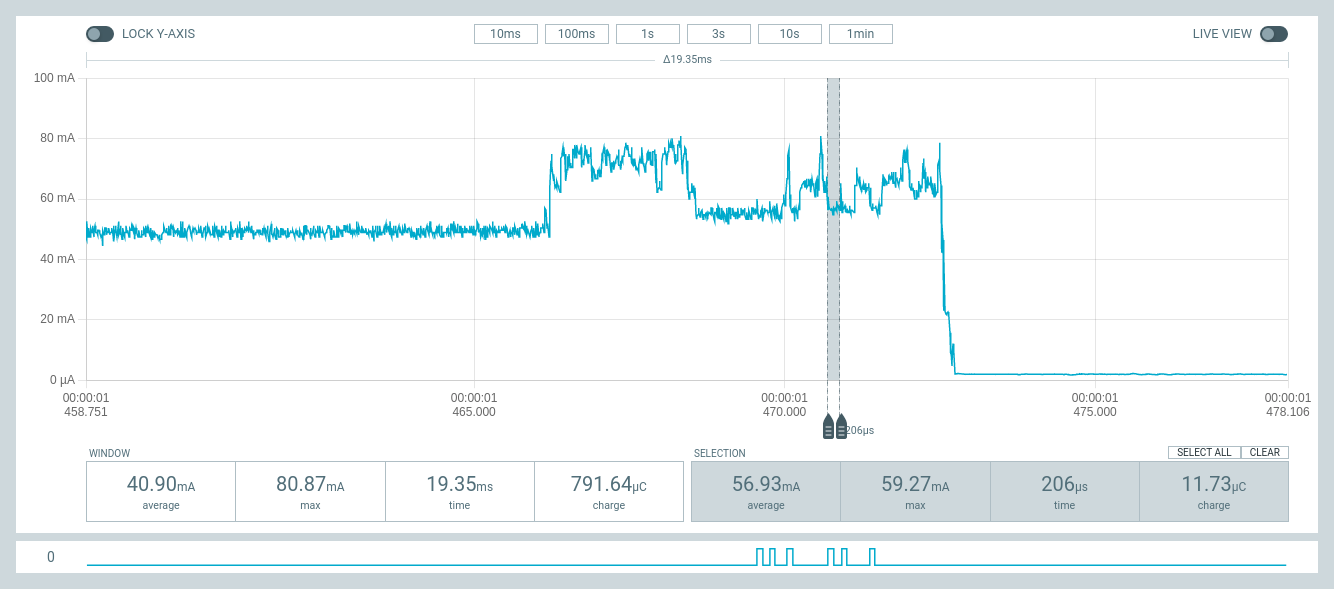 LOCK Y-AXIS 10ms 100ms 1s 3s 10s 1min LIVE VIEW
Δ19.35ms
100 mA
80 mA
60 mA
40 mA
20 mA
0 µA
00:00:01 00:00:01 00:00:01 00:00:01 00:00:01
458.751 465.000 470.000 475.000 478.106
206µs
WINDOW SELECTION SELECT ALL CLEAR
40.90mA 80.87mA 19.35ms 791.64µC 56.93mA 59.27mA 206µs 11.73µC
average max time charge average max time charge
0